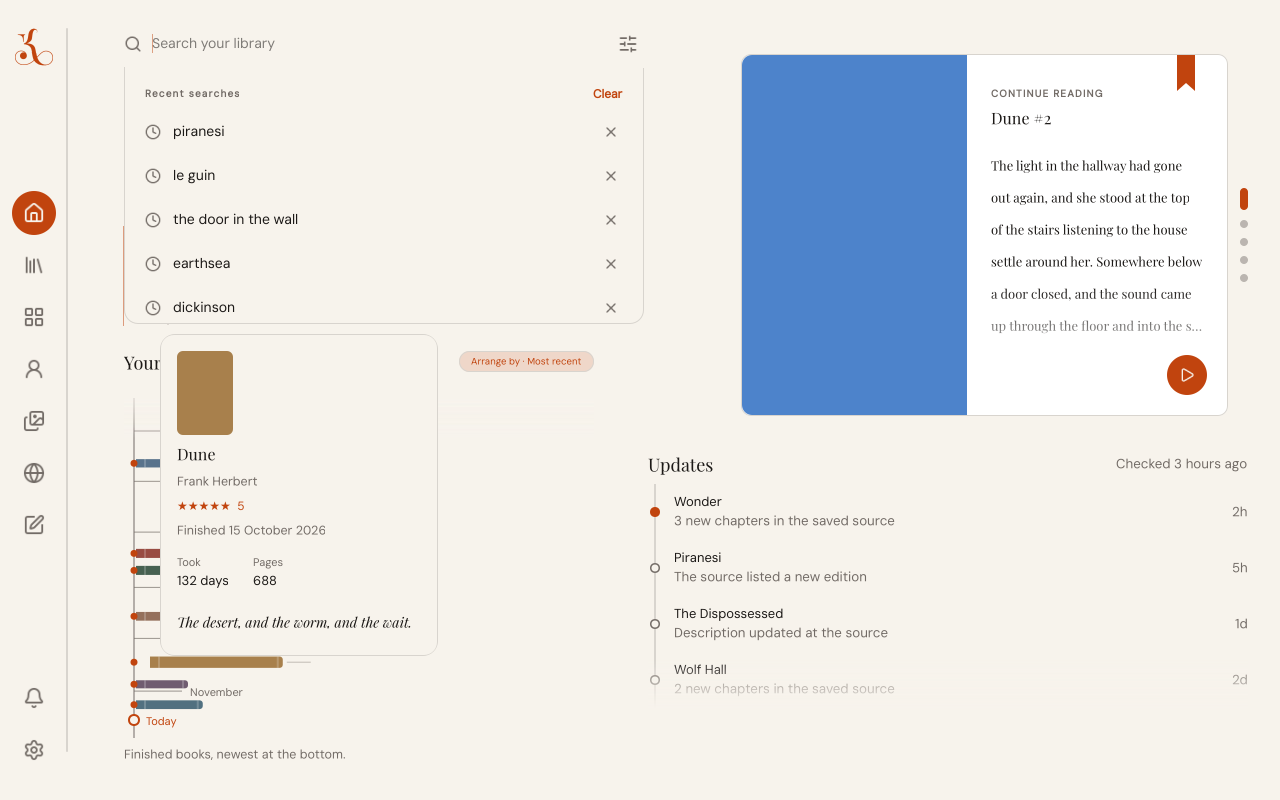 Search your library
Recent searches
Clear
piranesi
le guin
the door in the wall
earthsea
dickinson
CONTINUE READING
Dune #2
The light in the hallway had gone
out again, and she stood at the top
of the stairs listening to the house
settle around her. Somewhere below
a door closed, and the sound came
up through the floor and into the s...
Your
Arrange by · Most recent
Dune
Frank Herbert
★★★★★ 5
Finished 15 October 2026
Took
Pages
132 days
688
The desert, and the worm, and the wait.
November
Today
Finished books, newest at the bottom.
Updates
Checked 3 hours ago
Wonder
3 new chapters in the saved source
2h
Piranesi
The source listed a new edition
5h
The Dispossessed
Description updated at the source
1d
Wolf Hall
2 new chapters in the saved source
2d